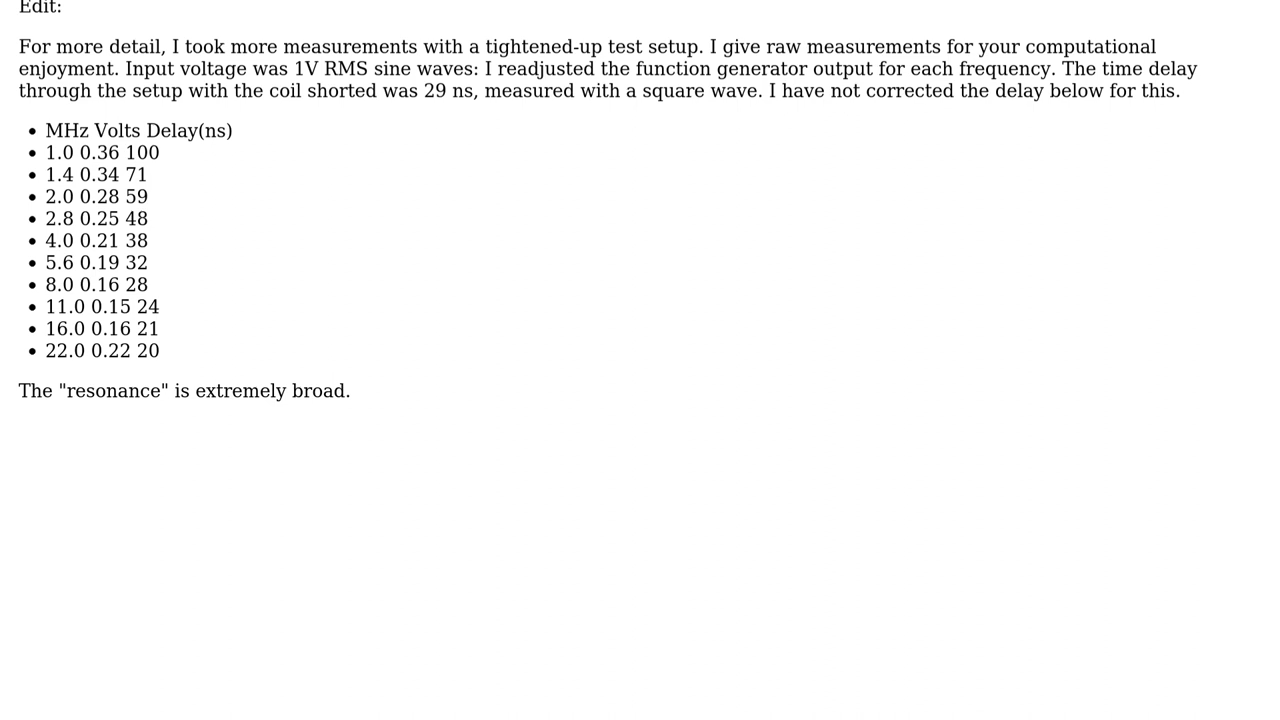 Edit:
For more detail, I took more measurements with a tightened-up test setup. I give raw measurements for your computational
enjoyment. Input voltage was 1V RMS sine waves: I readjusted the function generator output for each frequency. The time delay
through the setup with the coil shorted was 29 ns, measured with a square wave. I have not corrected the delay below for this.
• MHz Volts Delay(ns)
• 1.0 0.36 100
• 1.4 0.34 71
• 2.0 0.28 59
• 2.8 0.25 48
• 4.0 0.21 38
• 5.6 0.19 32
• 8.0 0.16 28
• 11.0 0.15 24
• 16.0 0.16 21
• 22.0 0.22 20
The "resonance" is extremely broad.